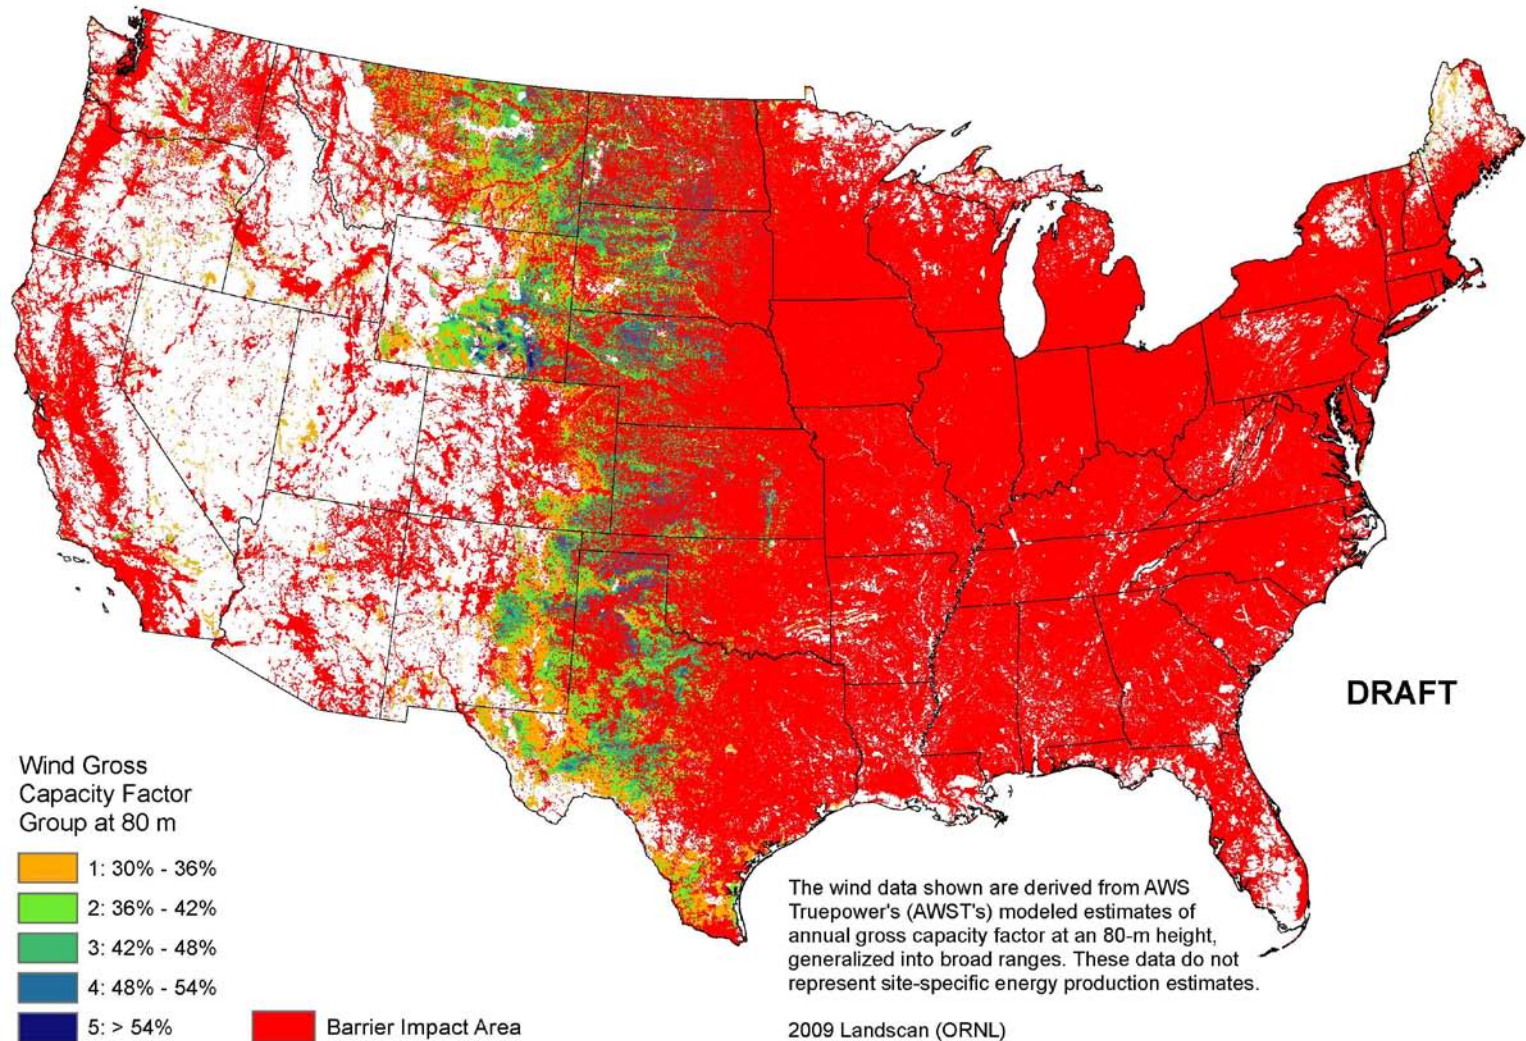 DRAFT
Wind Gross
Capacity Factor
Group at 80 m
1: 30% - 36%
2: 36% - 42%
3: 42% - 48%
4: 48% - 54%
5: > 54%
Barrier Impact Area
The wind data shown are derived from AWS
Truepower's (AWST's) modeled estimates of
annual gross capacity factor at an 80-m height,
generalized into broad ranges. These data do not
represent site-specific energy production estimates.
2009 Landscan (ORNL)